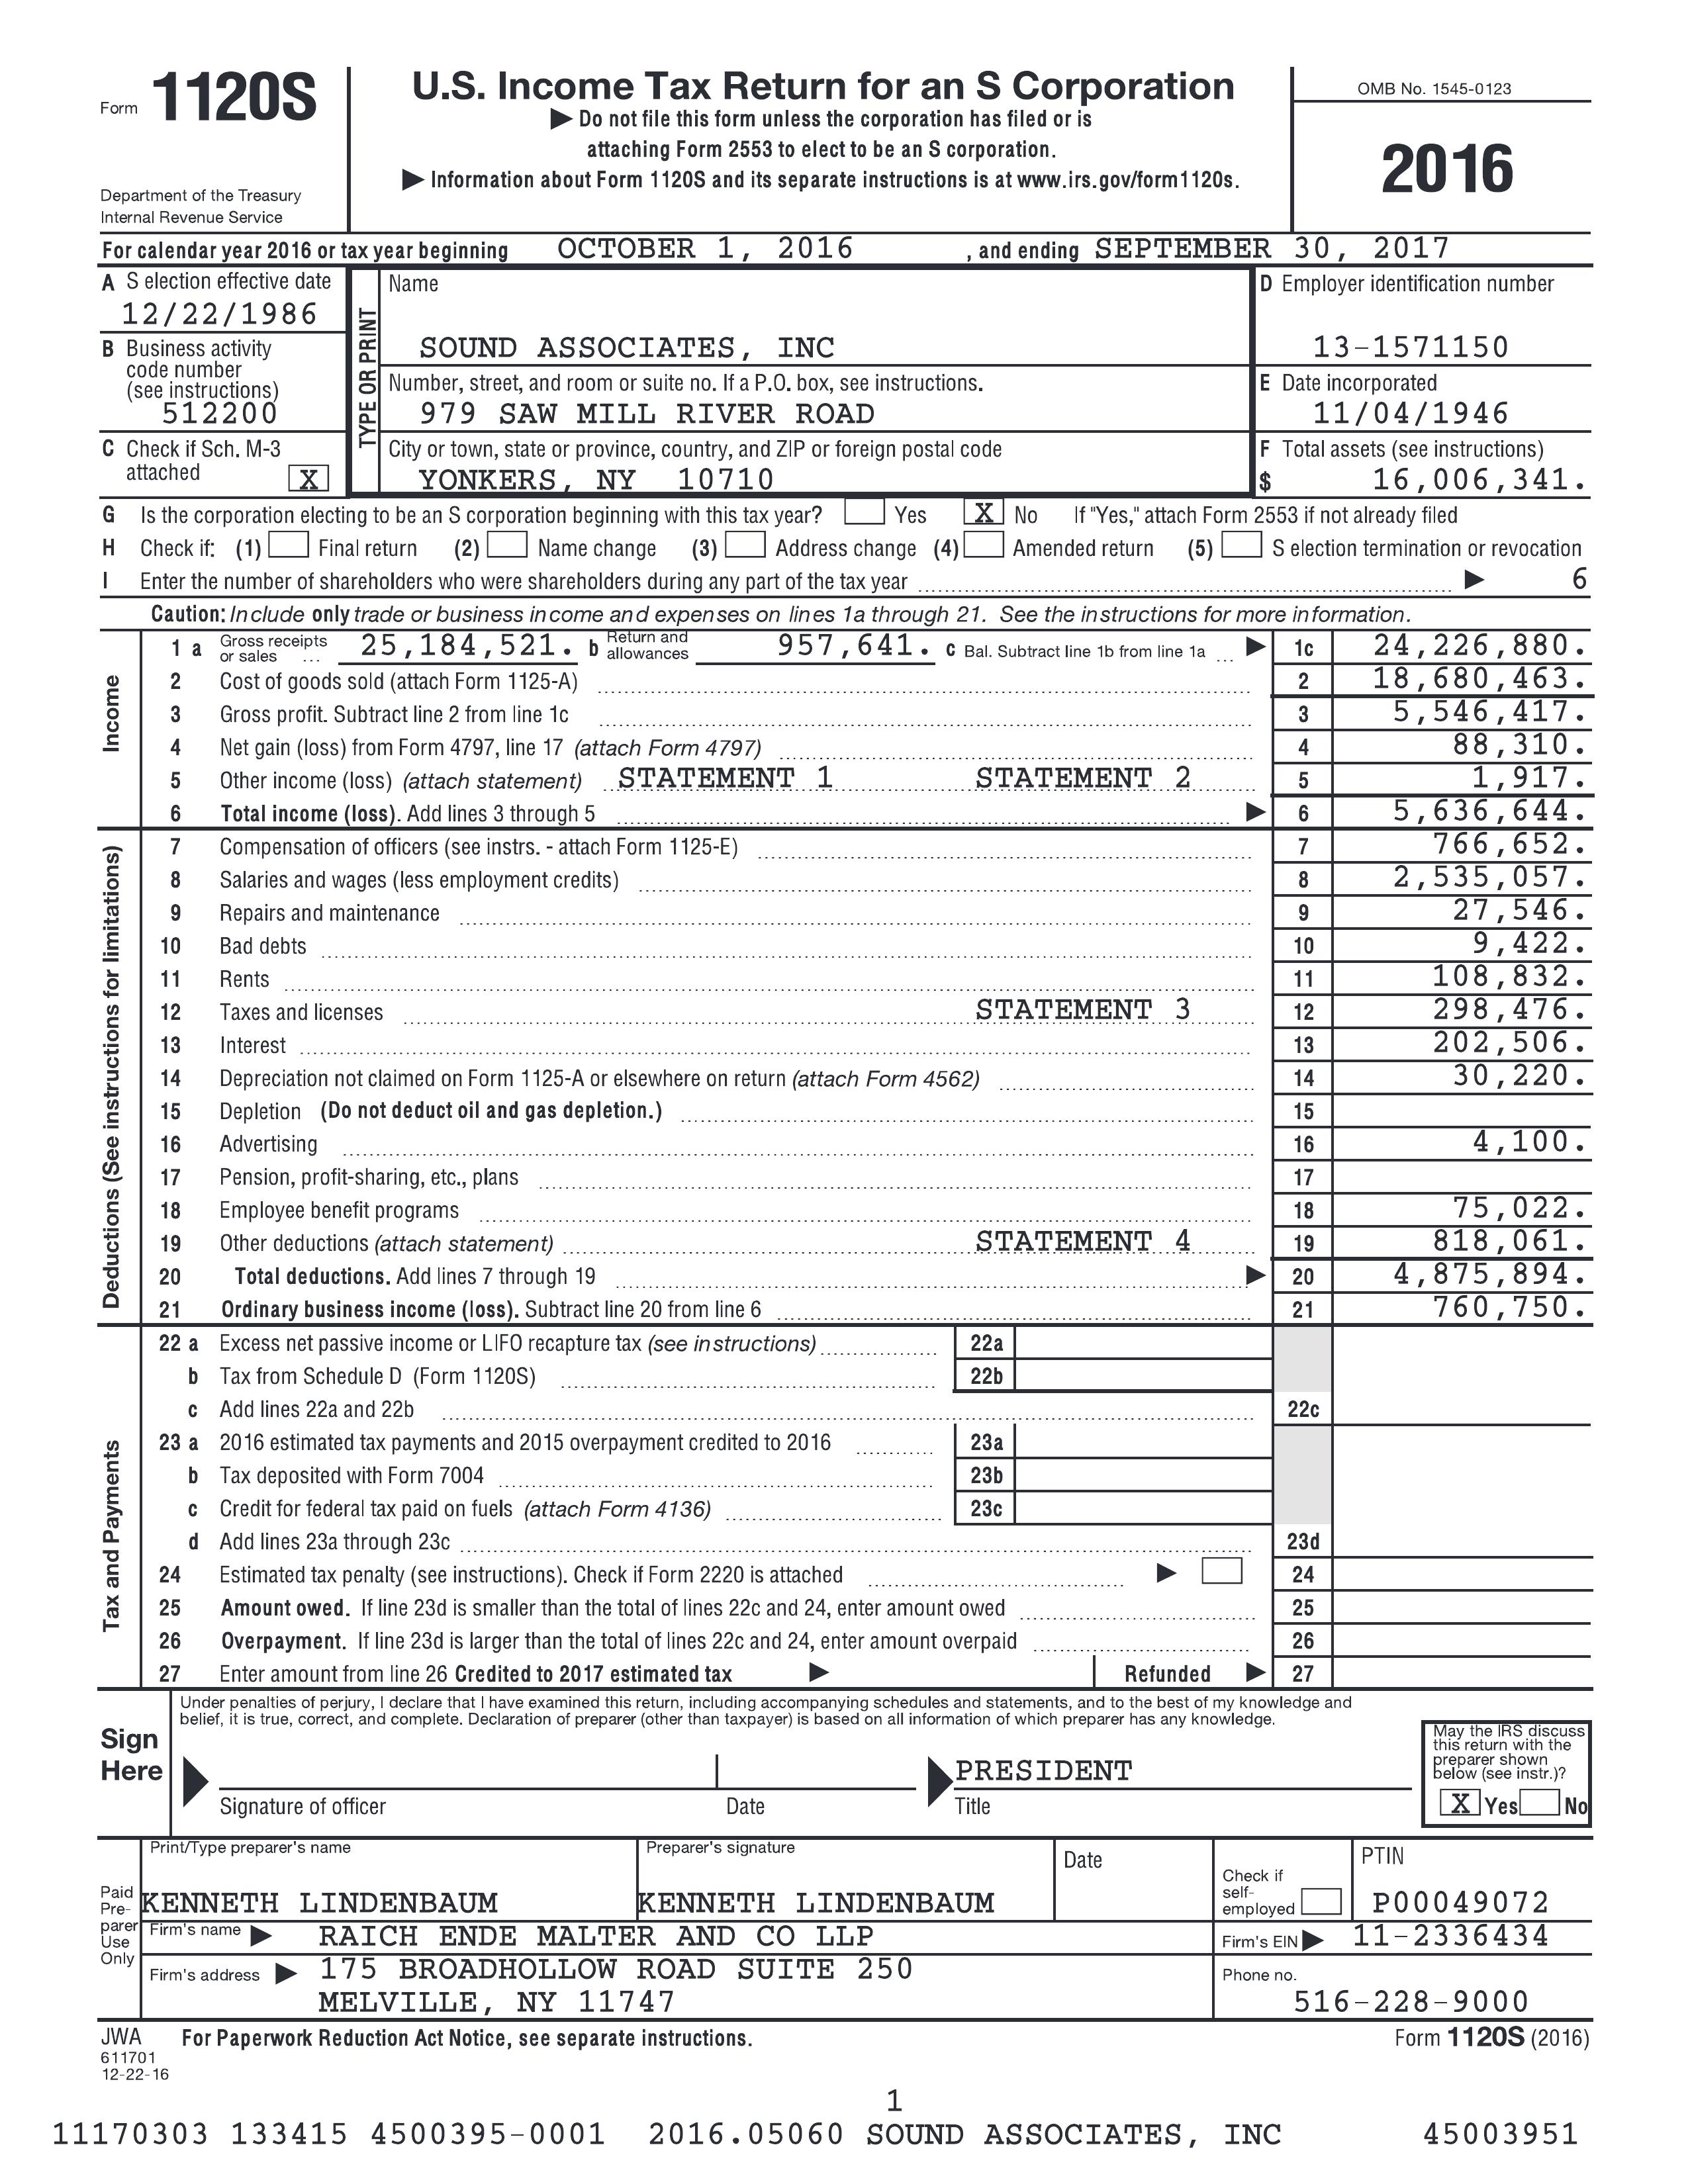 Form 1120S
U.S. Income Tax Return for an S Corporation
▶ Do not file this form unless the corporation has filed or is
attaching Form 2553 to elect to be an S corporation.
▶ Information about Form 1120S and its separate instructions is at www.irs.gov/form1120s.
OMB No. 1545-0123
2016
Department of the Treasury
Internal Revenue Service
For calendar year 2016 or tax year beginning OCTOBER 1, 2016 , and ending SEPTEMBER 30, 2017
A S election effective date
12/22/1986
B Business activity
code number
(see instructions)
512200
C Check if Sch. M-3
attached X
TYPE OR PRINT
Name
SOUND ASSOCIATES, INC
Number, street, and room or suite no. If a P.O. box, see instructions.
979 SAW MILL RIVER ROAD
City or town, state or province, country, and ZIP or foreign postal code
YONKERS, NY 10710
D Employer identification number
13-1571150
E Date incorporated
11/04/1946
F Total assets (see instructions)
$ 16,006,341.
G Is the corporation electing to be an S corporation beginning with this tax year? Yes X No If "Yes," attach Form 2553 if not already filed
H Check if: (1) Final return (2) Name change (3) Address change (4) Amended return (5) S election termination or revocation
I Enter the number of shareholders who were shareholders during any part of the tax year ▶ 6
Caution: Include only trade or business income and expenses on lines 1a through 21. See the instructions for more information.
Income
1 a Gross receipts or sales ... 25,184,521. b Return and allowances 957,641. c Bal. Subtract line 1b from line 1a ... ▶ 1c 24,226,880.
2 Cost of goods sold (attach Form 1125-A) 2 18,680,463.
3 Gross profit. Subtract line 2 from line 1c 3 5,546,417.
4 Net gain (loss) from Form 4797, line 17 (attach Form 4797) 4 88,310.
5 Other income (loss) (attach statement) STATEMENT 1 STATEMENT 2 5 1,917.
6 Total income (loss). Add lines 3 through 5 ▶ 6 5,636,644.
Deductions (See instructions for limitations)
7 Compensation of officers (see instrs. - attach Form 1125-E) 7 766,652.
8 Salaries and wages (less employment credits) 8 2,535,057.
9 Repairs and maintenance 9 27,546.
10 Bad debts 10 9,422.
11 Rents 11 108,832.
12 Taxes and licenses STATEMENT 3 12 298,476.
13 Interest 13 202,506.
14 Depreciation not claimed on Form 1125-A or elsewhere on return (attach Form 4562) 14 30,220.
15 Depletion (Do not deduct oil and gas depletion.) 15
16 Advertising 16 4,100.
17 Pension, profit-sharing, etc., plans 17
18 Employee benefit programs 18 75,022.
19 Other deductions (attach statement) STATEMENT 4 19 818,061.
20 Total deductions. Add lines 7 through 19 ▶ 20 4,875,894.
21 Ordinary business income (loss). Subtract line 20 from line 6 21 760,750.
Tax and Payments
22 a Excess net passive income or LIFO recapture tax (see instructions) 22a
b Tax from Schedule D (Form 1120S) 22b
c Add lines 22a and 22b 22c
23 a 2016 estimated tax payments and 2015 overpayment credited to 2016 23a
b Tax deposited with Form 7004 23b
c Credit for federal tax paid on fuels (attach Form 4136) 23c
d Add lines 23a through 23c 23d
24 Estimated tax penalty (see instructions). Check if Form 2220 is attached ▶ 24
25 Amount owed. If line 23d is smaller than the total of lines 22c and 24, enter amount owed 25
26 Overpayment. If line 23d is larger than the total of lines 22c and 24, enter amount overpaid 26
27 Enter amount from line 26 Credited to 2017 estimated tax ▶ Refunded ▶ 27
Sign
Here
Under penalties of perjury, I declare that I have examined this return, including accompanying schedules and statements, and to the best of my knowledge and
belief, it is true, correct, and complete. Declaration of preparer (other than taxpayer) is based on all information of which preparer has any knowledge.
PRESIDENT
Signature of officer Date Title
May the IRS discuss
this return with the
preparer shown
below (see instr.)?
X Yes No
Paid
Pre-
parer
Use
Only
Print/Type preparer's name
KENNETH LINDENBAUM
Preparer's signature
KENNETH LINDENBAUM
Date
Check if
self-
employed
PTIN
P00049072
Firm's name ▶ RAICH ENDE MALTER AND CO LLP
Firm's EIN ▶ 11-2336434
Firm's address ▶ 175 BROADHOLLOW ROAD SUITE 250
MELVILLE, NY 11747
Phone no.
516-228-9000
JWA For Paperwork Reduction Act Notice, see separate instructions. Form 1120S (2016)
611701
12-22-16
1
11170303 133415 4500395-0001 2016.05060 SOUND ASSOCIATES, INC 45003951